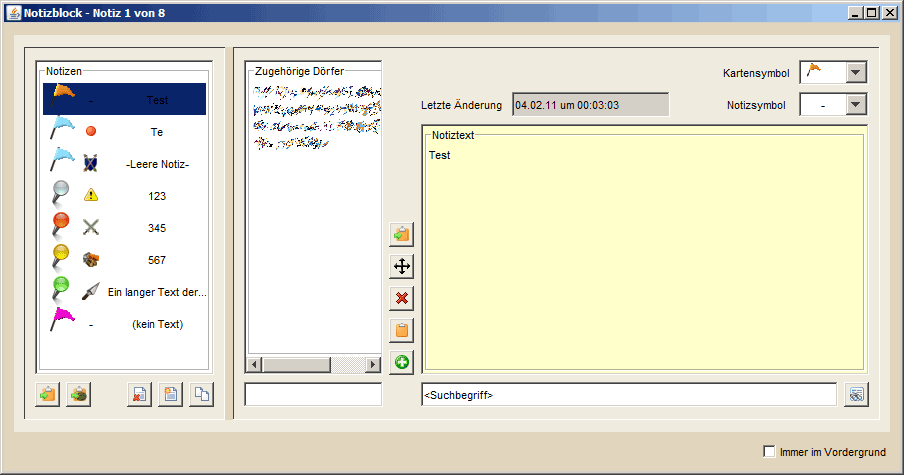 Notizblock - Notiz 1 von 8
Notizen
- Test
Te
-Leere Notiz-
123
345
567
Ein langer Text der...
- (kein Text)
Zugehörige Dörfer
Kartensymbol
Letzte Änderung 04.02.11 um 00:03:03 Notizsymbol -
Notiztext
Test
<Suchbegriff>
Immer im Vordergrund